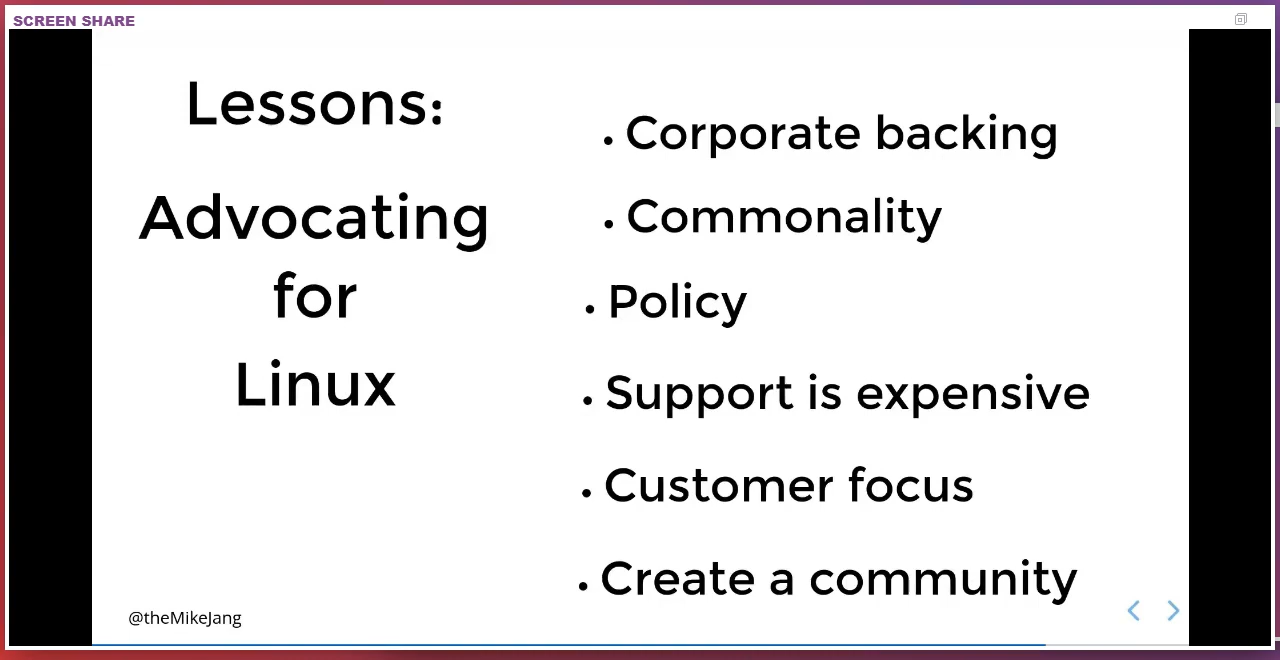 SCREEN SHARE
Lessons:
Advocating
for
Linux
• Corporate backing
• Commonality
• Policy
• Support is expensive
• Customer focus
• Create a community
@theMikeJang